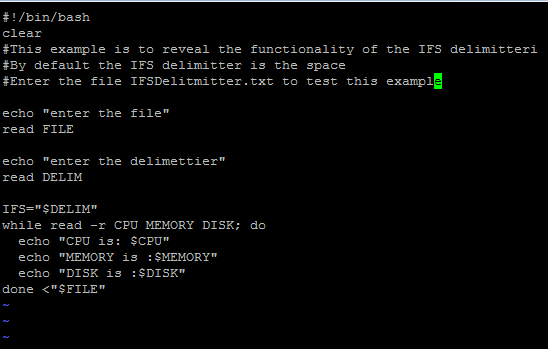 #!/bin/bash
clear
#This example is to reveal the functionality of the IFS delimitteri
#By default the IFS delimitter is the space
#Enter the file IFSDelitmitter.txt to test this example

echo "enter the file"
read FILE

echo "enter the delimettier"
read DELIM

IFS="$DELIM"
while read -r CPU MEMORY DISK; do
  echo "CPU is: $CPU"
  echo "MEMORY is :$MEMORY"
  echo "DISK is :$DISK"
done <"$FILE"
~
~
~